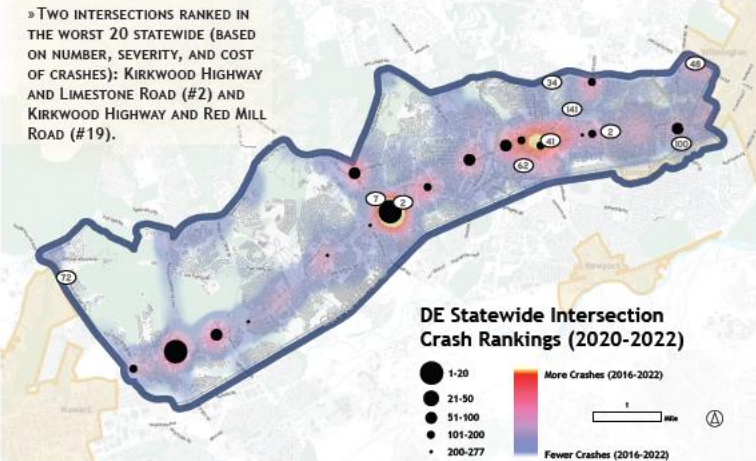 » TWO INTERSECTIONS RANKED IN
THE WORST 20 STATEWIDE (BASED
ON NUMBER, SEVERITY, AND COST
OF CRASHES): KIRKWOOD HIGHWAY
AND LIMESTONE ROAD (#2) AND
KIRKWOOD HIGHWAY AND RED MILL
ROAD (#19).
Wilmington
48
34
141
2
41
100
62
7
2
Newport
72
Newark
DE Statewide Intersection
Crash Rankings (2020-2022)
1-20
21-50
51-100
101-200
200-277
More Crashes (2016-2022)
Fewer Crashes (2016-2022)
1
Mile